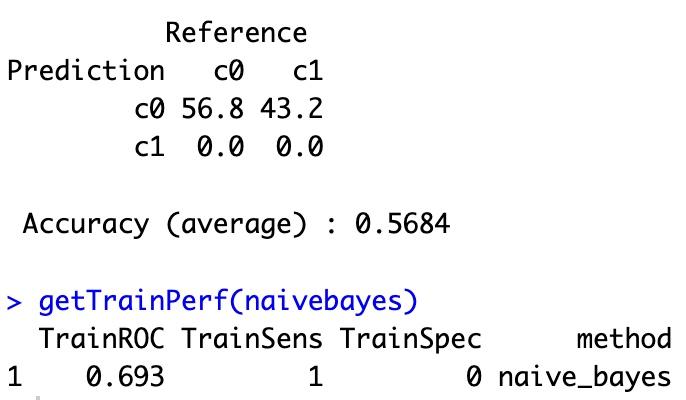 Reference
Prediction c0 c1
c0 56.8 43.2
c1 0.0 0.0
Accuracy (average) : 0.5684
> getTrainPerf(naivebayes)
TrainROC TrainSens TrainSpec method
1 0.693 1 0 naive_bayes